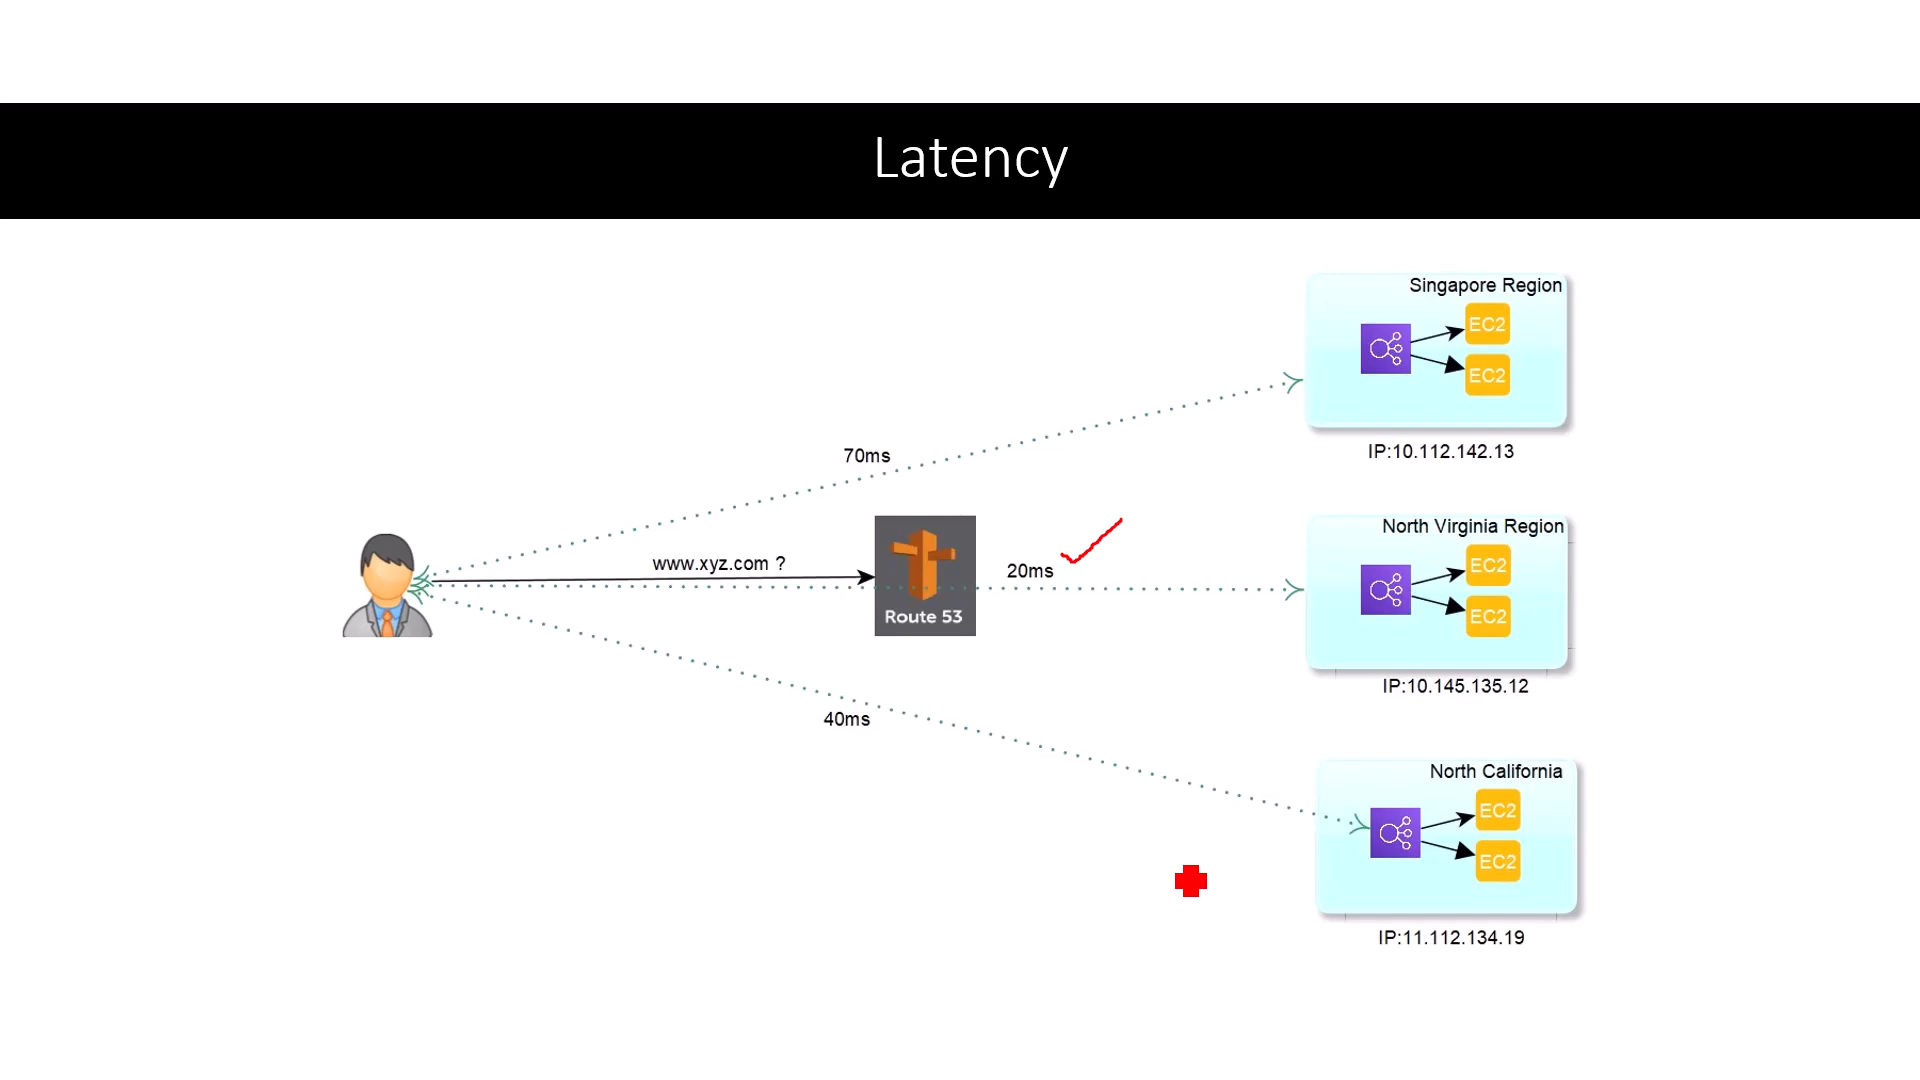 Latency
Singapore Region
EC2
EC2
IP:10.112.142.13
70ms
www.xyz.com ?
Route 53
20ms
North Virginia Region
EC2
EC2
IP:10.145.135.12
40ms
North California
EC2
EC2
IP:11.112.134.19